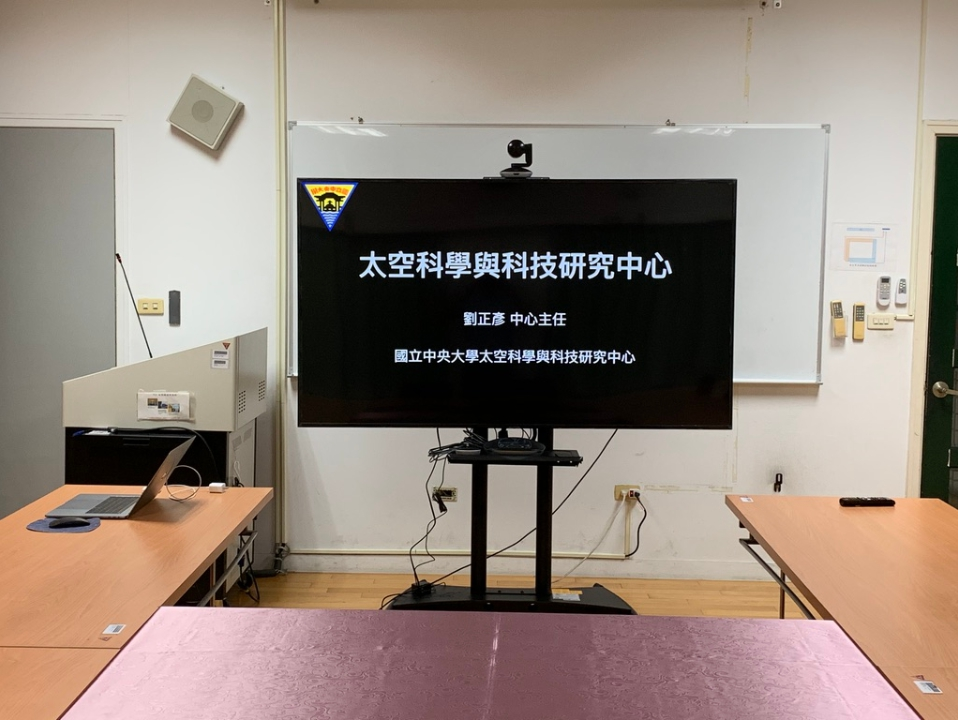 太空科學與科技研究中心
劉正彥 中心主任
國立中央大學太空科學與科技研究中心